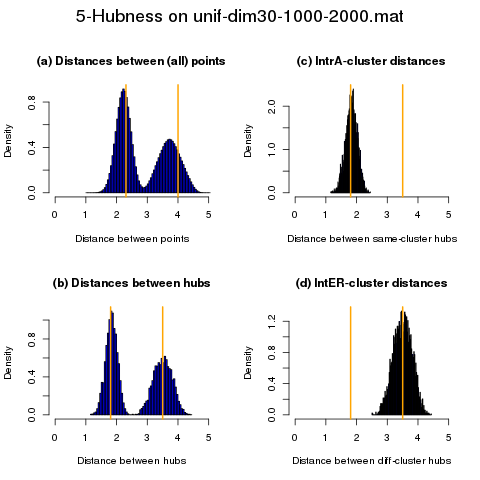 5-Hubness on unif-dim30-1000-2000.mat
(a) Distances between (all) points
Density
0.0 0.4 0.8
0 1 2 3 4 5
Distance between points
(c) IntrA-cluster distances
Density
0.0 1.0 2.0
0 1 2 3 4 5
Distance between same-cluster hubs
(b) Distances between hubs
Density
0.0 0.4 0.8
0 1 2 3 4 5
Distance between hubs
(d) IntER-cluster distances
Density
0.0 0.4 0.8 1.2
0 1 2 3 4 5
Distance between diff-cluster hubs